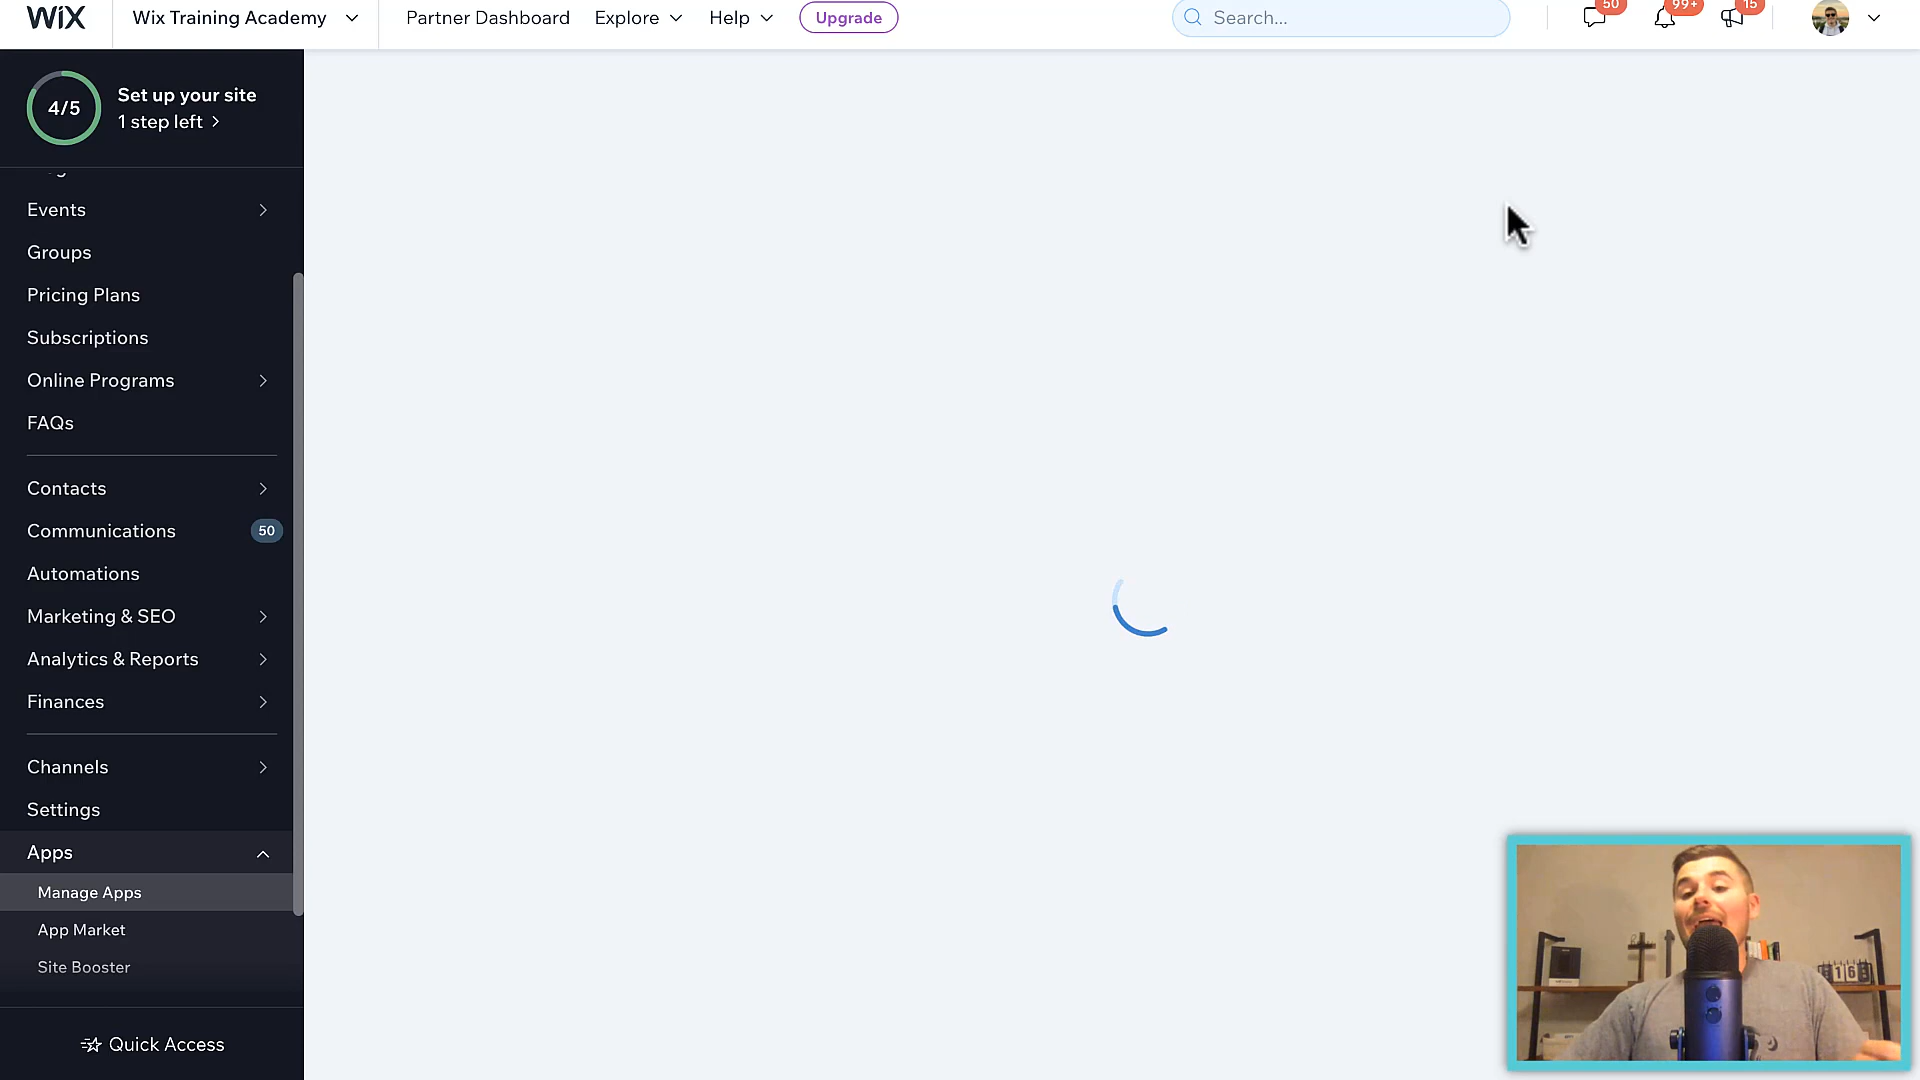 WiX
Wix Training Academy
Partner Dashboard
Explore
Help
Upgrade
Search...
50
99+
15
4/5
Set up your site
1 step left
Events
Groups
Pricing Plans
Subscriptions
Online Programs
FAQs
Contacts
Communications
50
Automations
Marketing & SEO
Analytics & Reports
Finances
Channels
Settings
Apps
Manage Apps
App Market
Site Booster
Quick Access